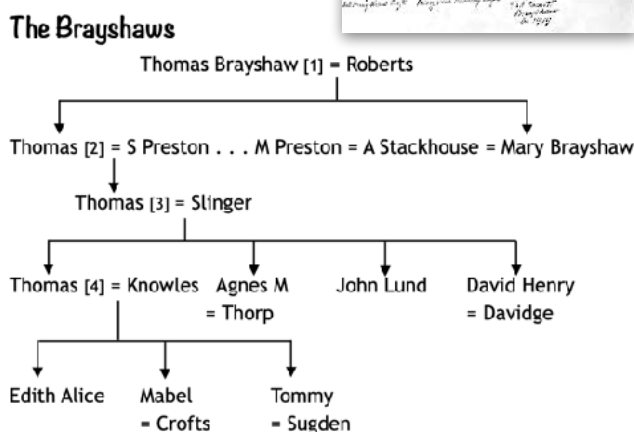 The Brayshaws
Thomas Brayshaw [1] = Roberts
Thomas [2] = S Preston . . . M Preston = A Stackhouse = Mary Brayshaw
Thomas [3] = Slinger
Thomas [4] = Knowles Agnes M John Lund David Henry
= Thorp = Davidge
Edith Alice Mabel Tommy
= Crofts = Sugden